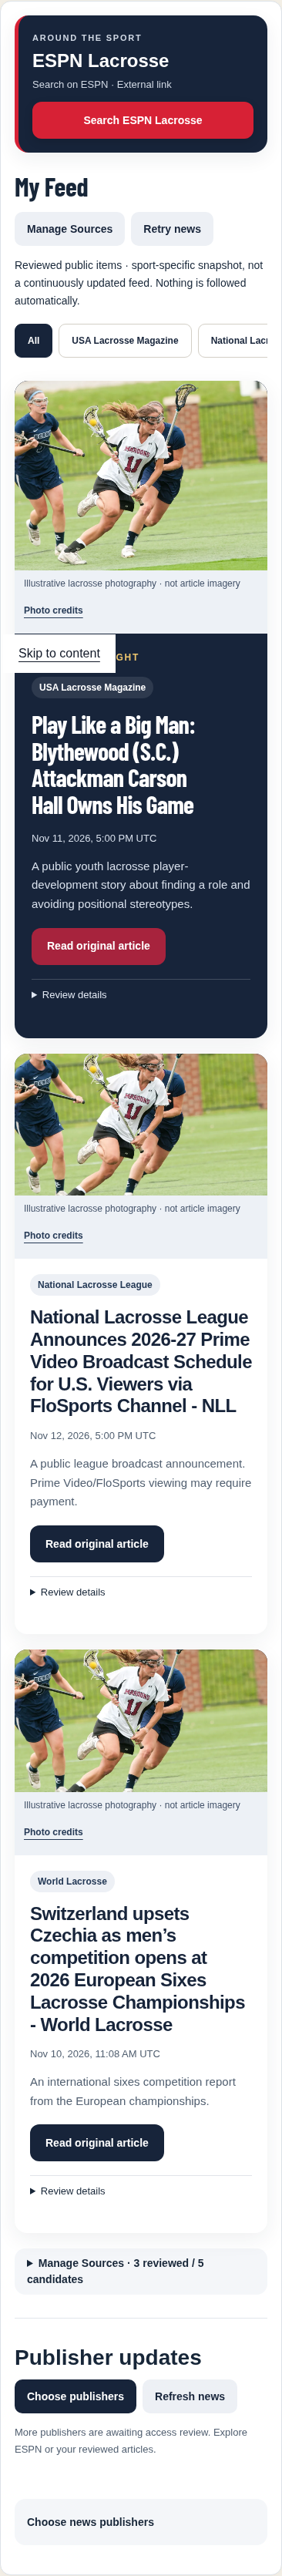 AROUND THE SPORT
ESPN Lacrosse
Search on ESPN · External link
Search ESPN Lacrosse
My Feed
Manage Sources
Retry news
Reviewed public items · sport-specific snapshot, not
a continuously updated feed. Nothing is followed
automatically.
All
USA Lacrosse Magazine
National
Illustrative lacrosse photography · not article imagery
Photo credits
Skip to content
USA Lacrosse Magazine
Play Like a Big Man:
Blythewood (S.C.)
Attackman Carson
Hall Owns His Game
Nov 11, 2026, 5:00 PM UTC
A public youth lacrosse player-
development story about finding a role and
avoiding positional stereotypes.
Read original article
Review details
Illustrative lacrosse photography · not article imagery
Photo credits
National Lacrosse League
National Lacrosse League
Announces 2026-27 Prime
Video Broadcast Schedule
for U.S. Viewers via
FloSports Channel - NLL
Nov 12, 2026, 5:00 PM UTC
A public league broadcast announcement.
Prime Video/FloSports viewing may require
payment.
Read original article
Review details
Illustrative lacrosse photography · not article imagery
Photo credits
World Lacrosse
Switzerland upsets
Czechia as men’s
competition opens at
2026 European Sixes
Lacrosse Championships
- World Lacrosse
Nov 10, 2026, 11:08 AM UTC
An international sixes competition report
from the European championships.
Read original article
Review details
Manage Sources · 3 reviewed / 5
candidates
Publisher updates
Choose publishers
Refresh news
More publishers are awaiting access review. Explore
ESPN or your reviewed articles.
Choose news publishers